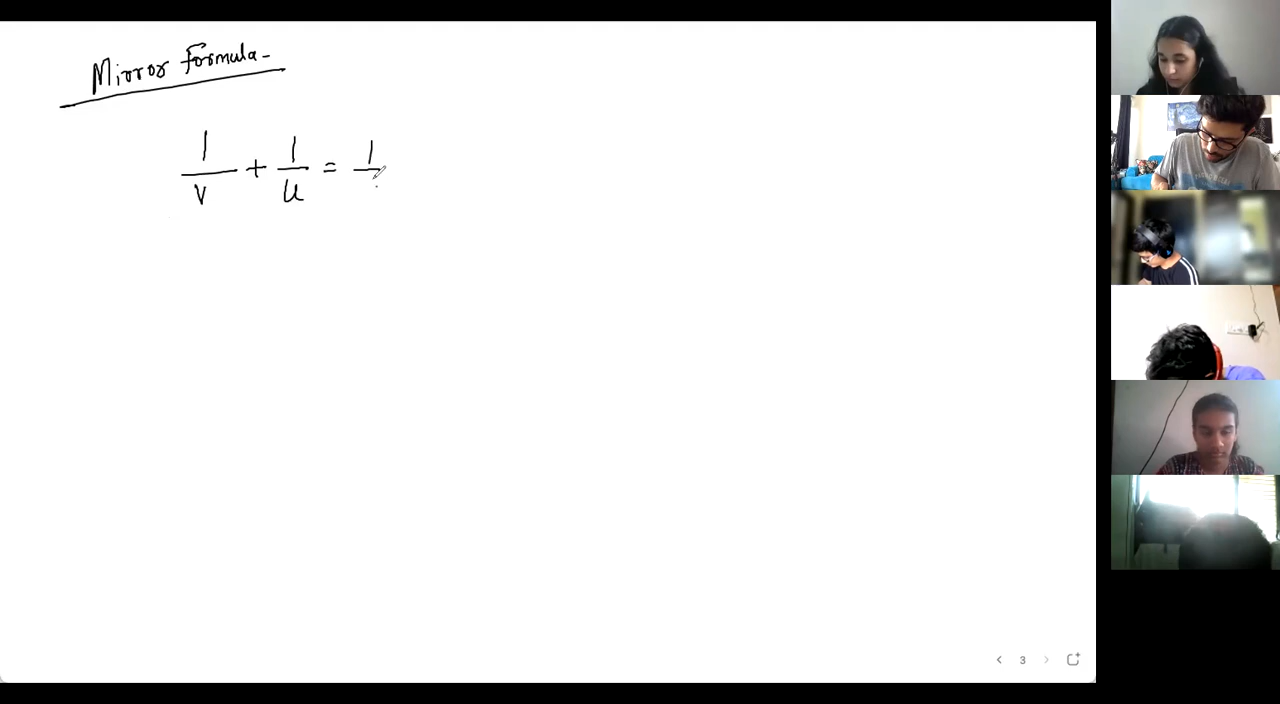 Mirror formula-
1/v + 1/u = 1/
3